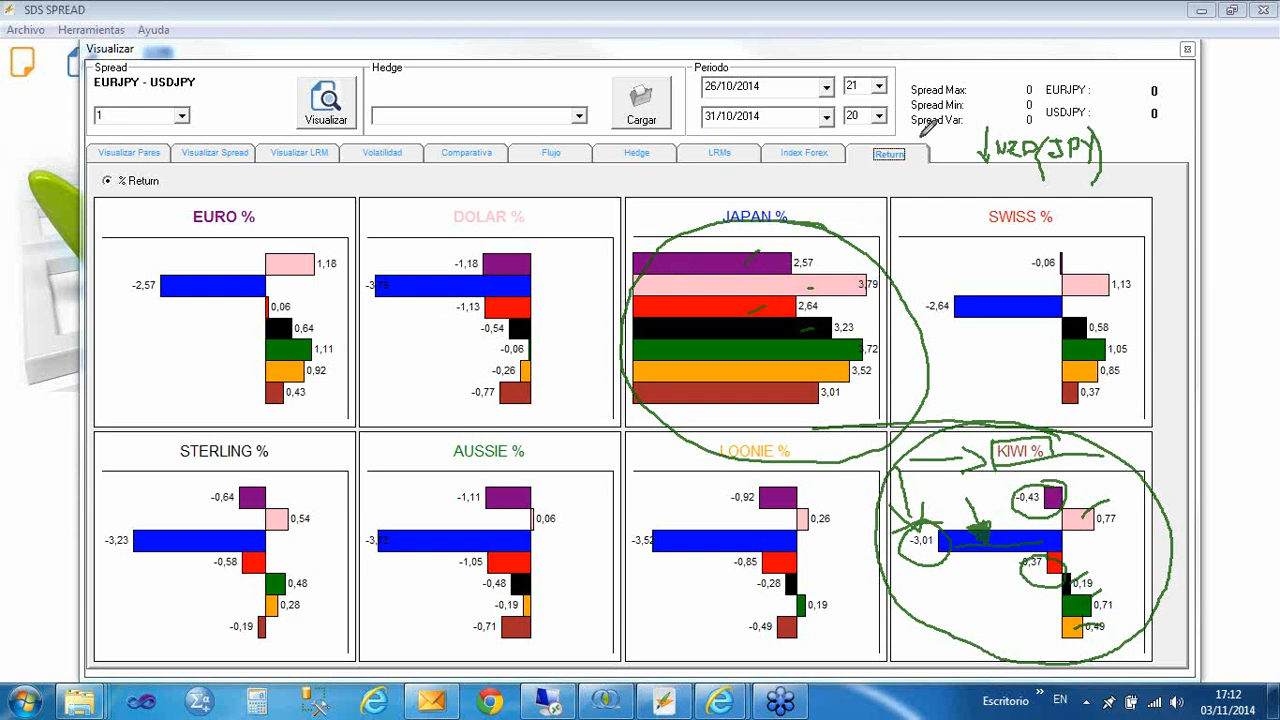 SDS SPREAD
Archivo Herramientas Ayuda
Visualizar
Spread
EURJPY - USDJPY
1
Visualizar
Hedge
Cargar
Periodo
26/10/2014 21
31/10/2014 20
Spread Max: 0 EURJPY : 0
Spread Min: 0
Spread Var: 0 USDJPY : 0
↓ NZD(JPY)
Visualizar Pares Visualizar Spread Visualizar LRM Volatilidad Comparativa Flujo Hedge LRMs Index Forex Return
% Return
EURO %
1,18
-2,57
0,06
0,64
1,11
0,92
0,43
DOLAR %
-1,18
-3,79
-1,13
-0,54
-0,06
-0,26
-0,77
JAPAN %
2,57
3,79
2,64
3,23
3,72
3,52
3,01
SWISS %
-0,06
1,13
-2,64
0,58
1,05
0,85
0,37
STERLING %
-0,64
0,54
-3,23
-0,58
0,48
0,28
-0,19
AUSSIE %
-1,11
0,06
-3,72
-1,05
-0,48
-0,19
-0,71
LOONIE %
-0,92
0,26
-3,52
-0,85
-0,28
0,19
-0,49
KIWI %
-0,43
0,77
-3,01
-0,37
0,19
0,71
0,49
Escritorio » EN 17:12
03/11/2014